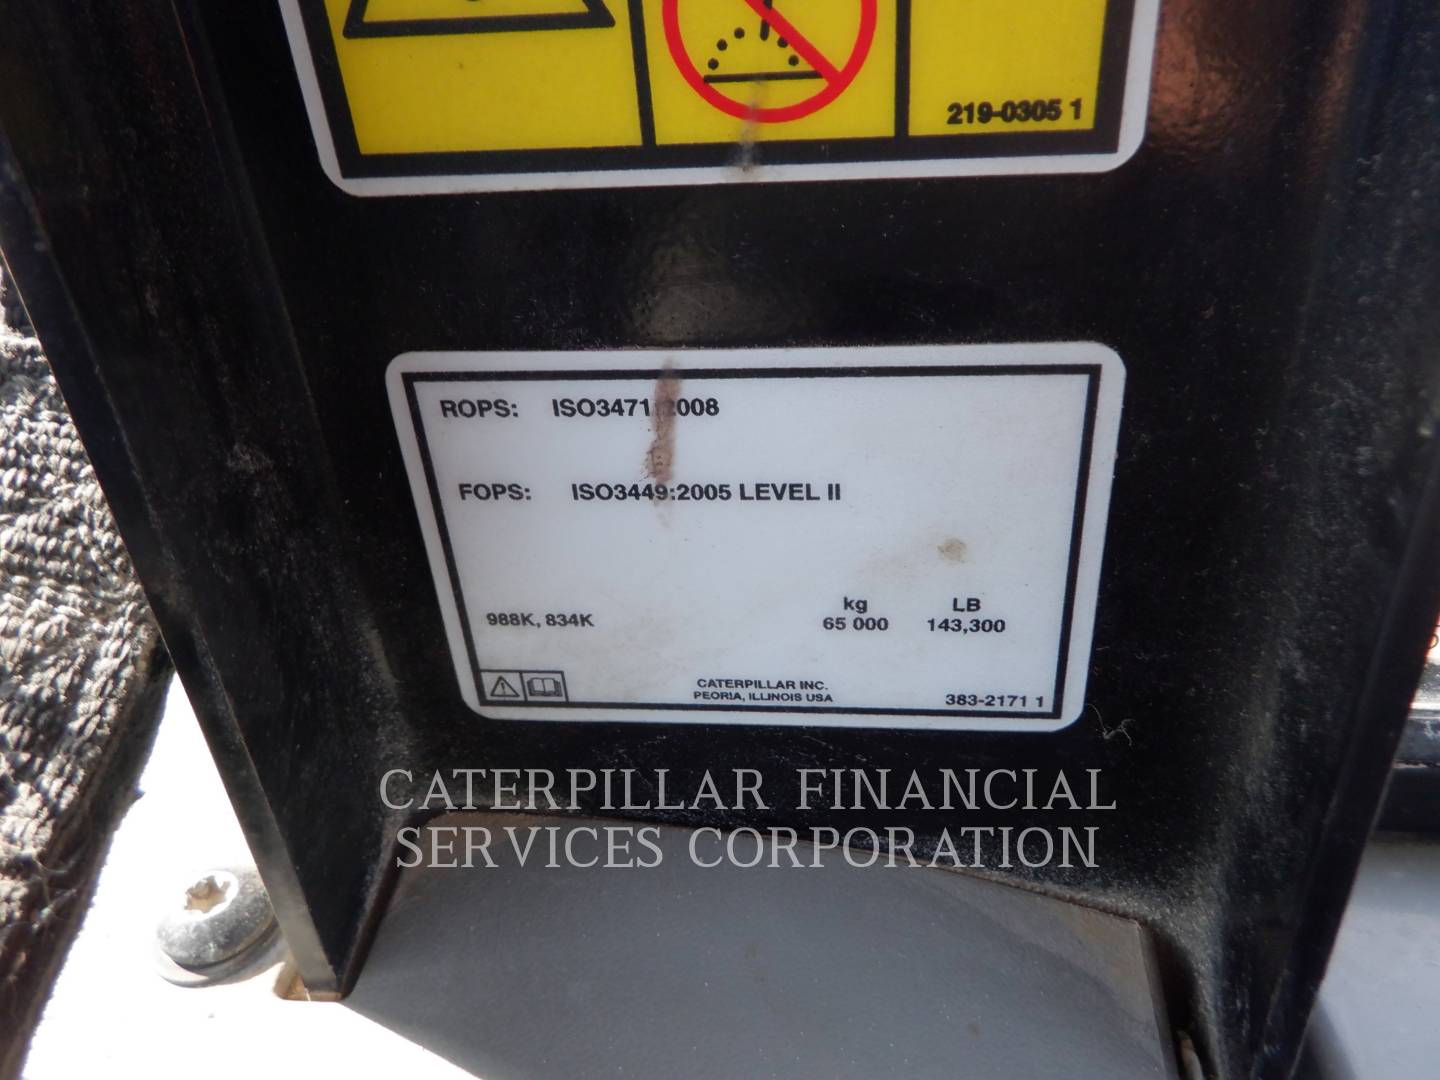 219-0305 1
ROPS: ISO3471:2008
FOPS: ISO3449:2005 LEVEL II
kg LB
988K, 834K 65 000 143,300
CATERPILLAR INC.
PEORIA, ILLINOIS USA 383-2171 1
CATERPILLAR FINANCIAL
SERVICES CORPORATION